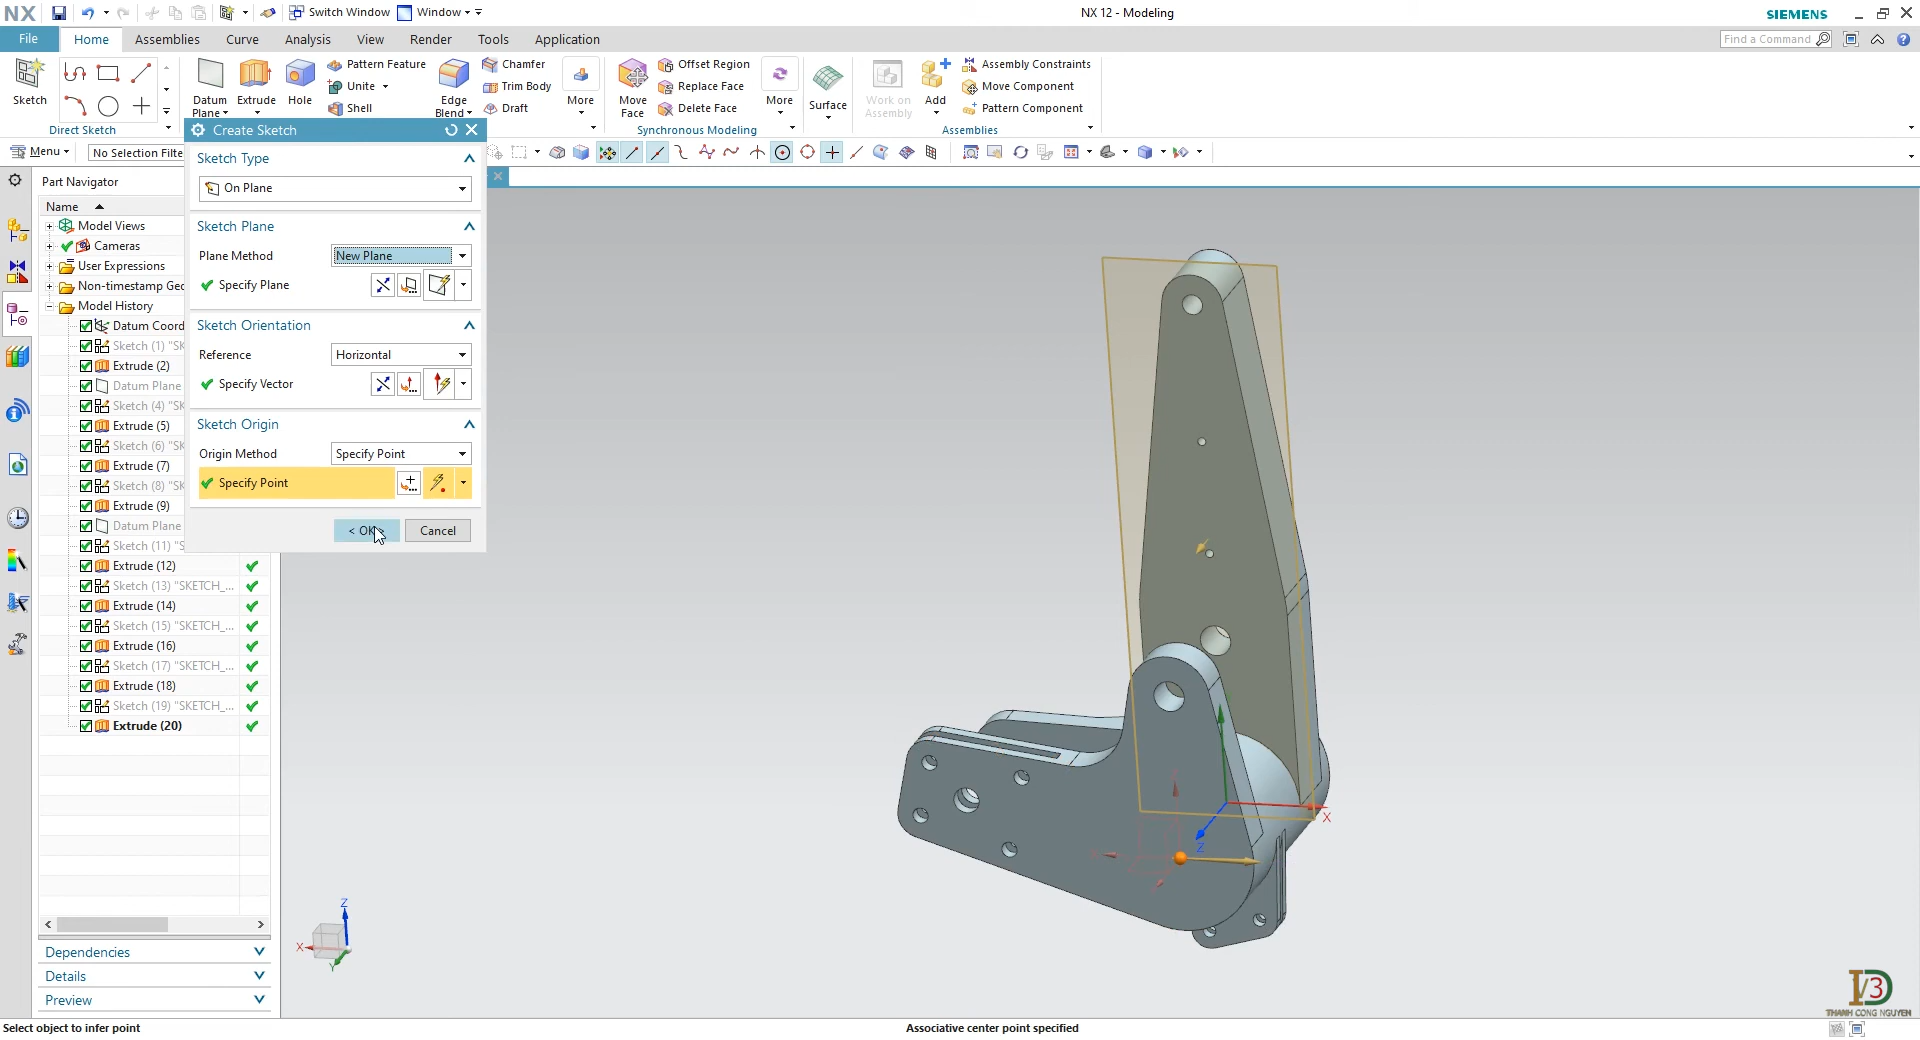 NX
Switch Window
Window
NX 12 - Modeling
SIEMENS
File
Home
Assemblies
Curve
Analysis
View
Render
Tools
Application
Find a Command
Sketch
Direct Sketch
Datum
Plane
Extrude
Hole
Pattern Feature
Unite
Shell
Edge
Blend
Chamfer
Trim Body
Draft
More
Move
Face
Offset Region
Replace Face
Delete Face
More
Synchronous Modeling
Surface
Work on
Assembly
Add
Assembly Constraints
Move Component
Pattern Component
Assemblies
Menu
No Selection Filte
Create Sketch
Sketch Type
On Plane
Sketch Plane
Plane Method
New Plane
Specify Plane
Sketch Orientation
Reference
Horizontal
Specify Vector
Sketch Origin
Origin Method
Specify Point
Specify Point
< OK
Cancel
Part Navigator
Name
Model Views
Cameras
User Expressions
Non-timestamp Geo
Model History
Datum Coord
Sketch (1) "SK
Extrude (2)
Datum Plane
Sketch (4) "SK
Extrude (5)
Sketch (6) "SK
Extrude (7)
Sketch (8) "SK
Extrude (9)
Datum Plane
Sketch (11) "S
Extrude (12)
Sketch (13) "SKETCH_...
Extrude (14)
Sketch (15) "SKETCH_...
Extrude (16)
Sketch (17) "SKETCH_...
Extrude (18)
Sketch (19) "SKETCH_...
Extrude (20)
Dependencies
Details
Preview
X
Z
Z
X
Y
THANH CONG NGUYEN
Select object to infer point
Associative center point specified